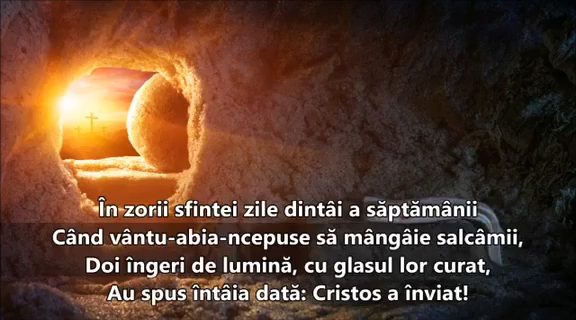 În zorii sfintei zile dintâi a săptămânii
Când vântu-abia-ncepuse să mângâie salcâmii,
Doi îngeri de lumină, cu glasul lor curat,
Au spus întâia dată: Cristos a înviat!